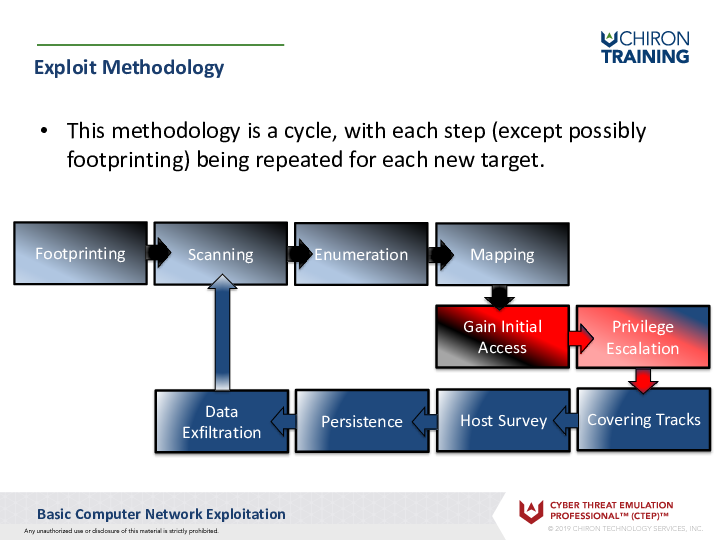 CHIRON
TRAINING
Exploit Methodology
• This methodology is a cycle, with each step (except possibly
footprinting) being repeated for each new target.
Footprinting
Scanning
Enumeration
Mapping
Gain Initial
Access
Privilege
Escalation
Data
Exfiltration
Persistence
Host Survey
Covering Tracks
Basic Computer Network Exploitation
Any unauthorized use or disclosure of this material is strictly prohibited.
CYBER THREAT EMULATION
PROFESSIONAL™ (CTEP)™
© 2019 CHIRON TECHNOLOGY SERVICES, INC.